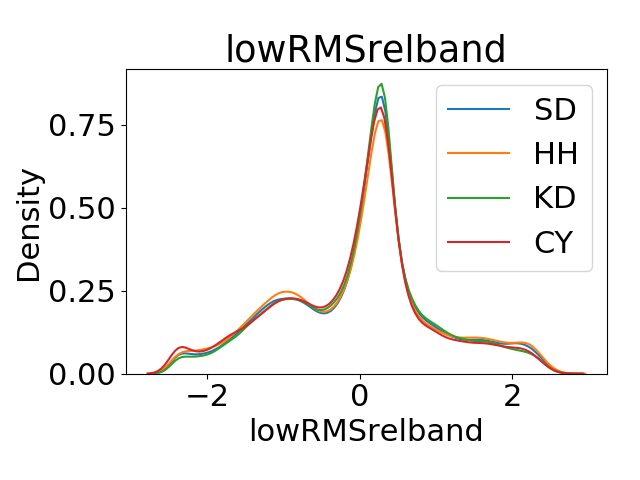 lowRMSrelband
Density
0.75
0.50
0.25
0.00
−2
0
2
lowRMSrelband
SD
HH
KD
CY